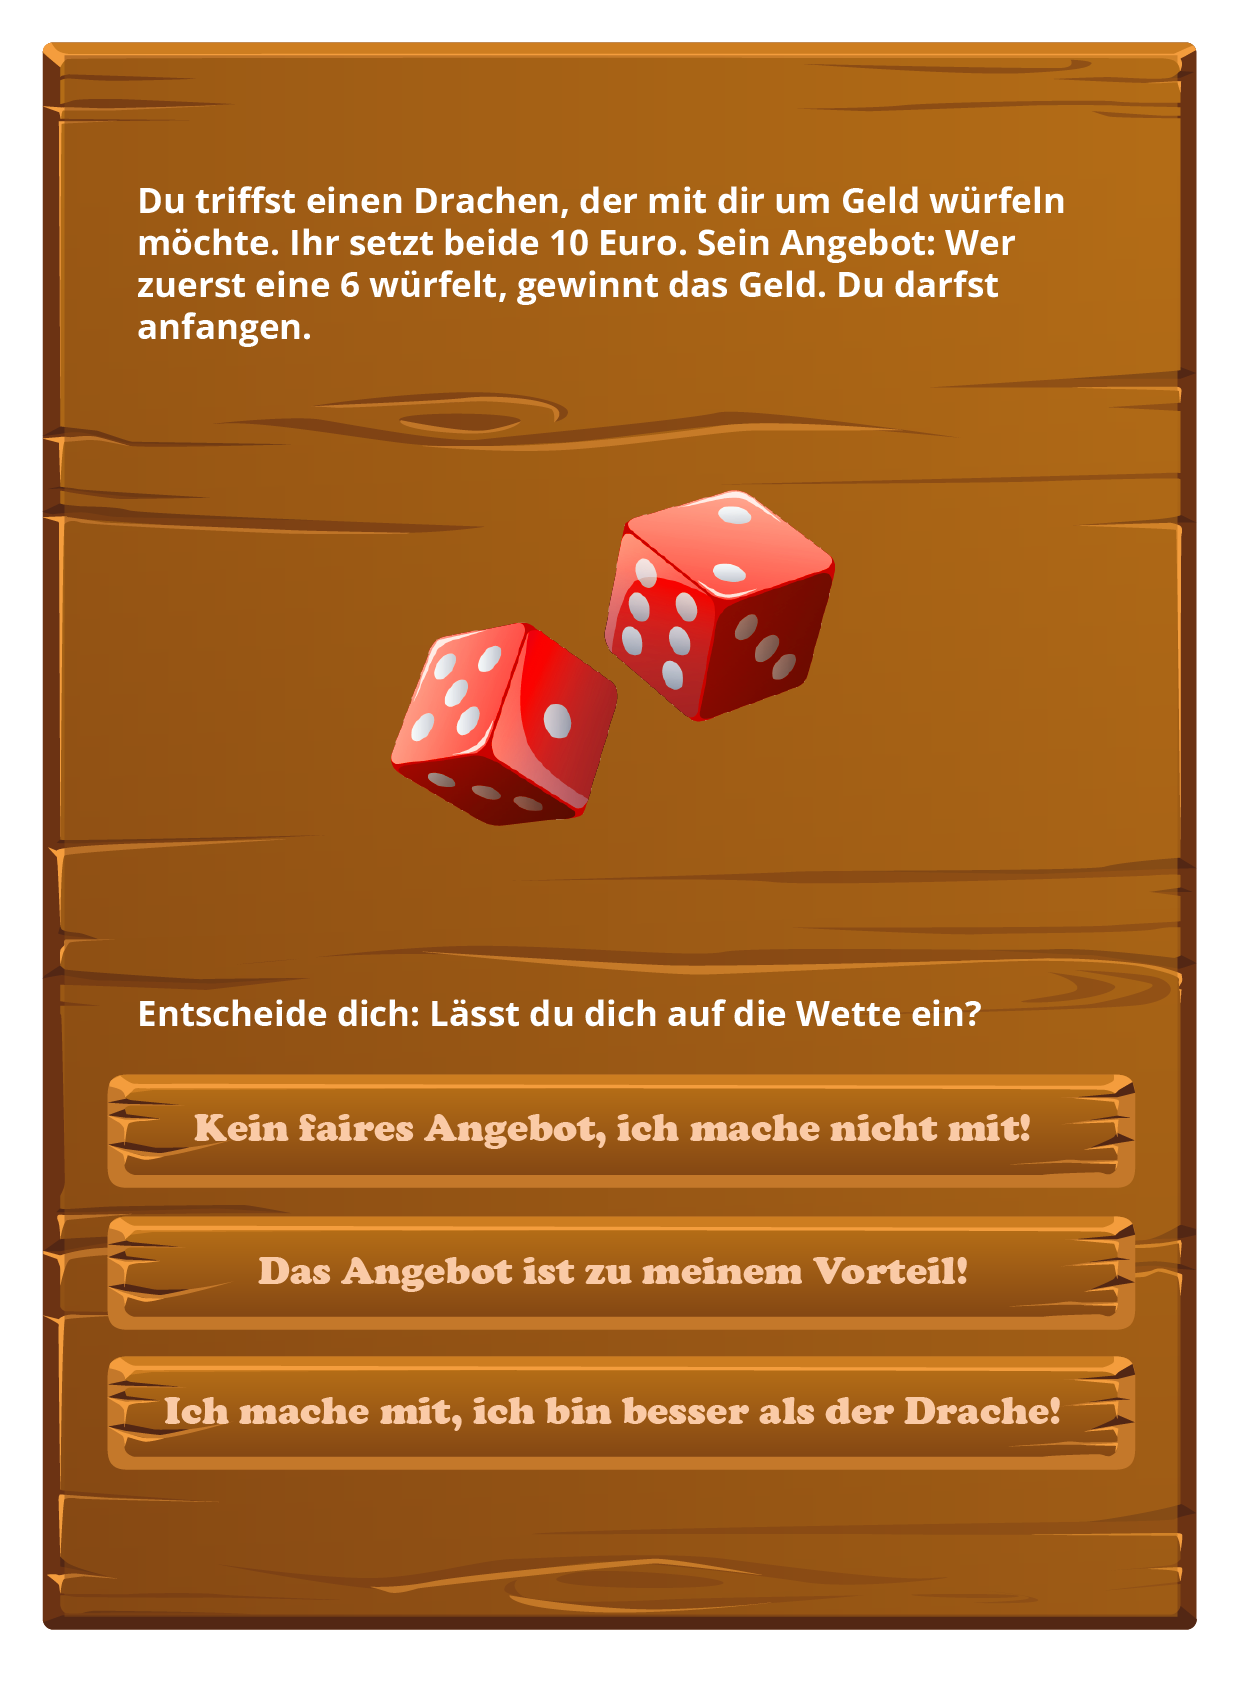 Du triffst einen Drachen, der mit dir um Geld würfeln
möchte. Ihr setzt beide 10 Euro. Sein Angebot: Wer
zuerst eine 6 würfelt, gewinnt das Geld. Du darfst
anfangen.
Entscheide dich: Lässt du dich auf die Wette ein?
Kein faires Angebot, ich mache nicht mit!
Das Angebot ist zu meinem Vorteil!
Ich mache mit, ich bin besser als der Drache!